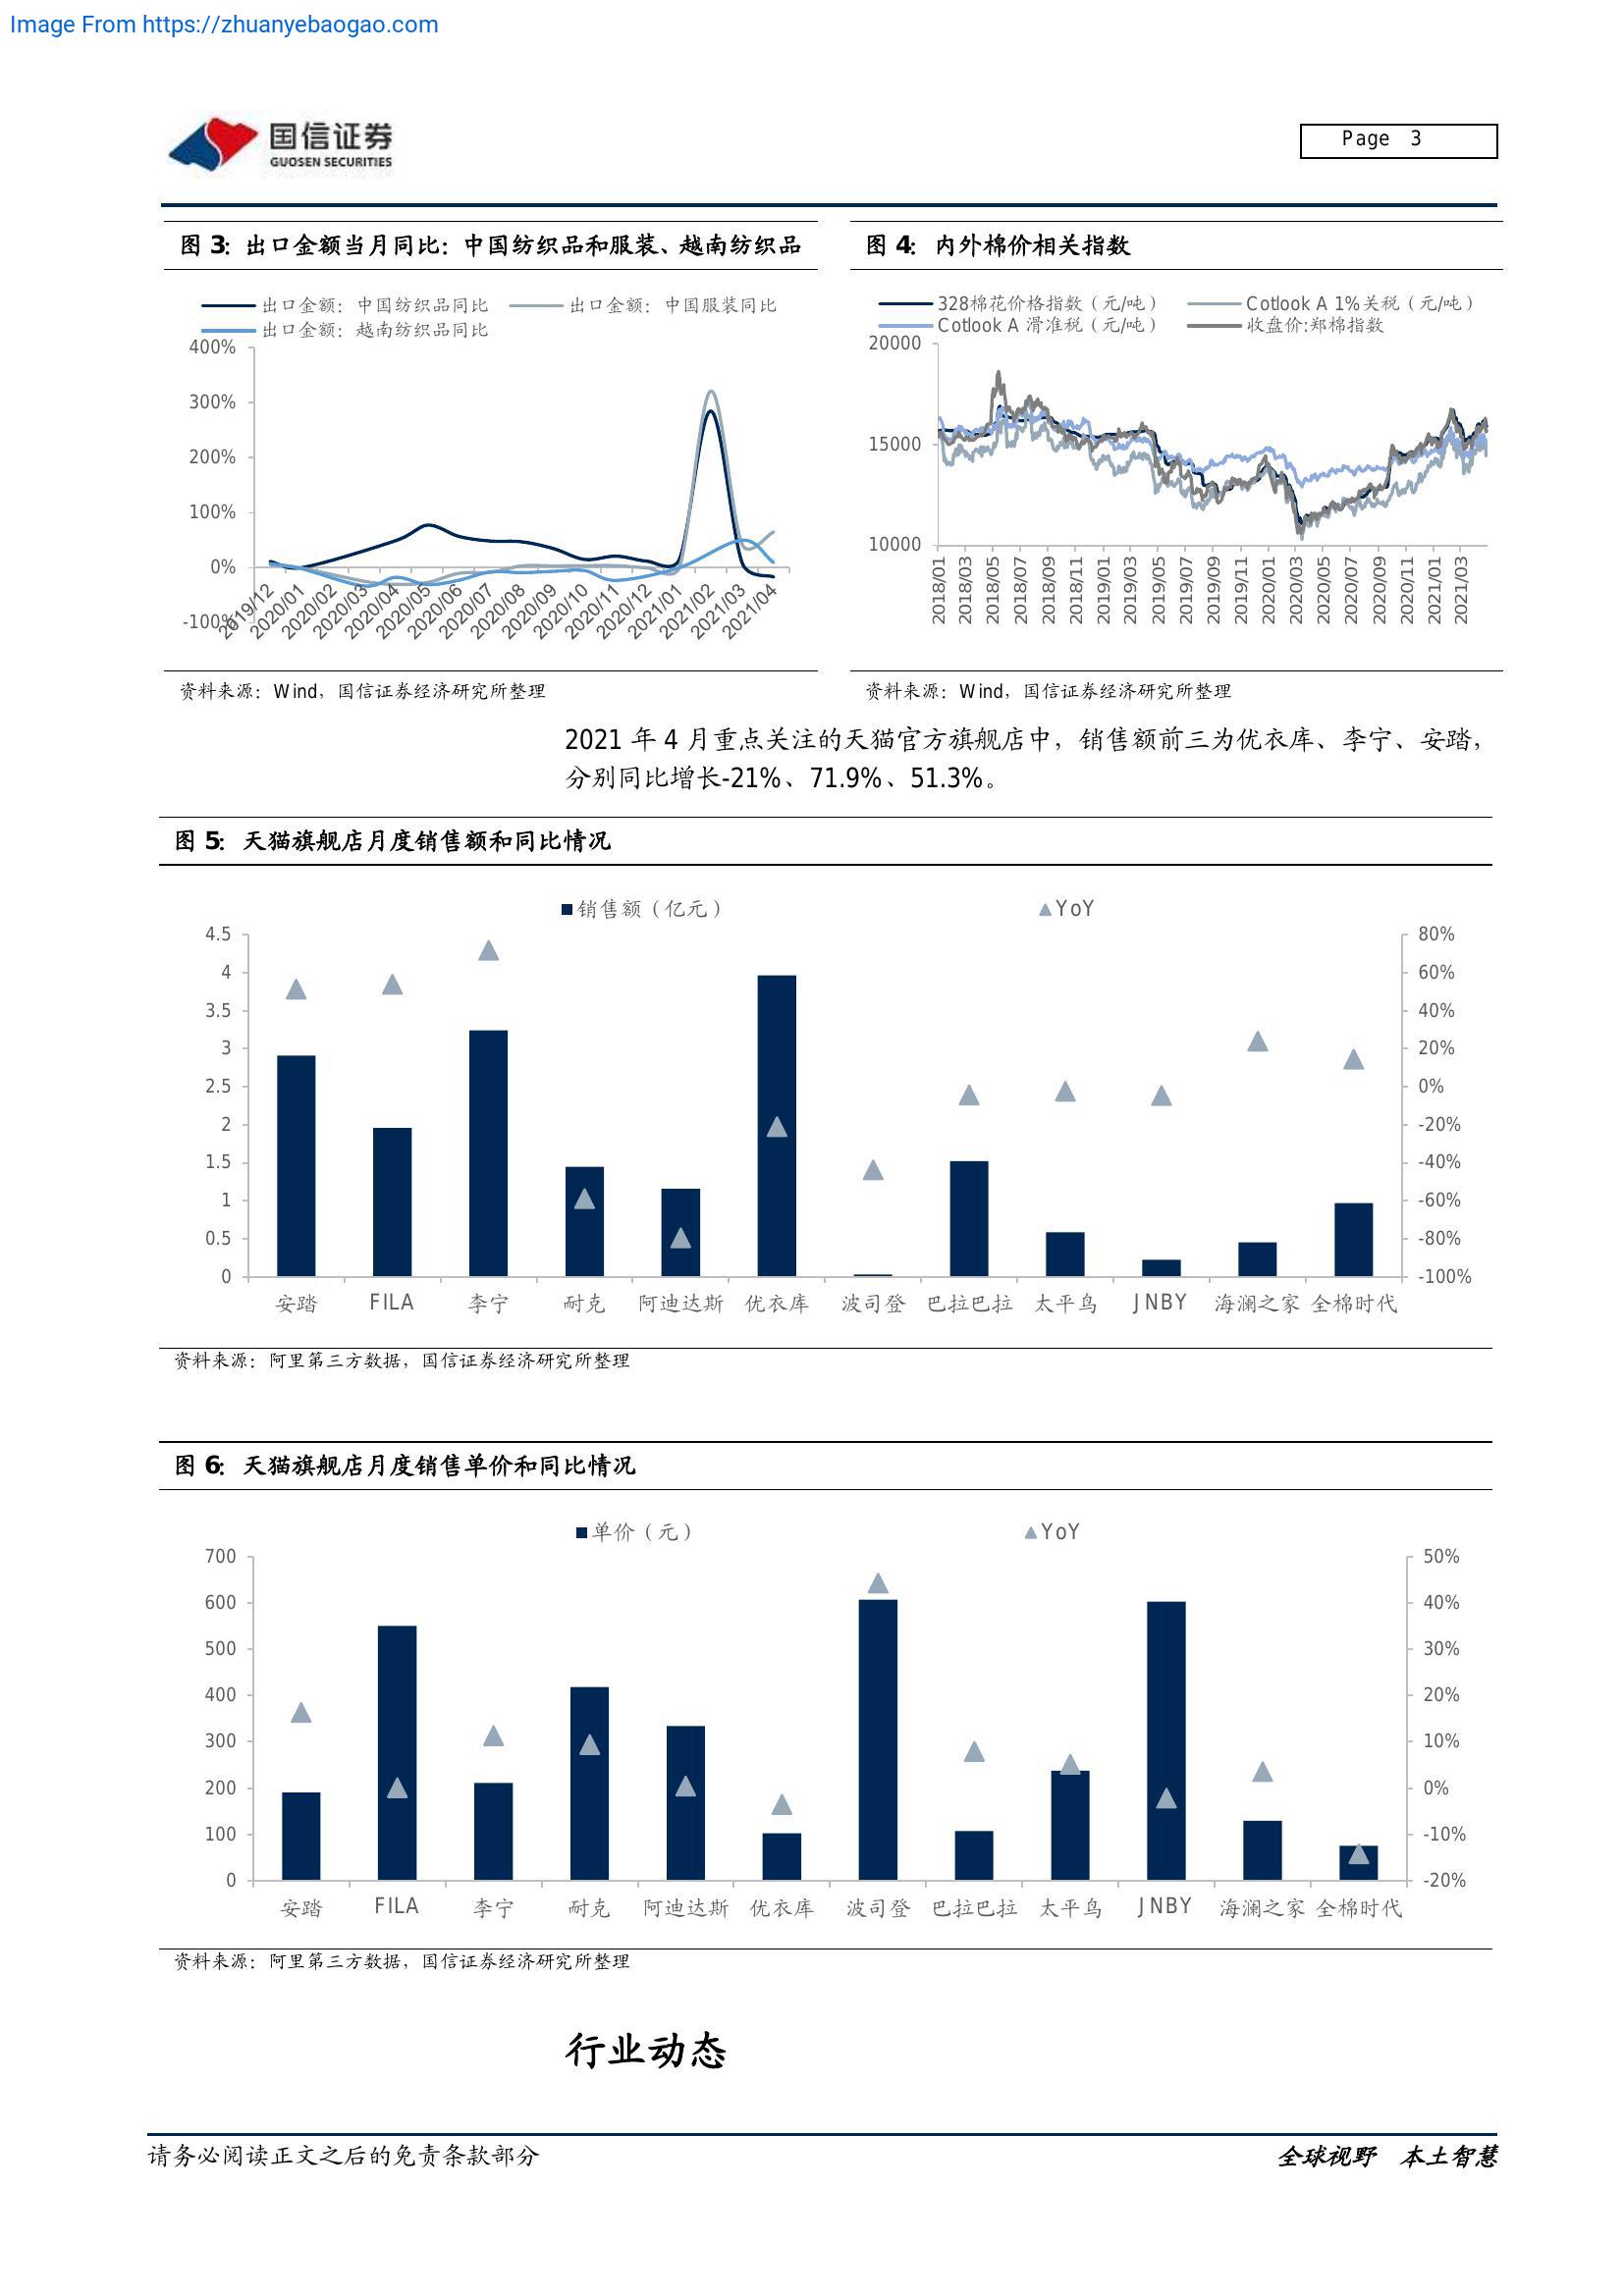 Image From https://zhuanyebaogao.com
国信证券
GUOSEN SECURITIES
Page 3
图 3：出口金额当月同比：中国纺织品和服装、越南纺织品
出口金额：中国纺织品同比 出口金额：中国服装同比
出口金额：越南纺织品同比
400%
300%
200%
100%
0%
-100%
2019/12 2020/01 2020/02 2020/03 2020/04 2020/05 2020/06 2020/07 2020/08 2020/09 2020/10 2020/11 2020/12 2021/01 2021/02 2021/03 2021/04
资料来源：Wind，国信证券经济研究所整理
图 4：内外棉价相关指数
328棉花价格指数（元/吨） Cotlook A 1%关税（元/吨）
Cotlook A 滑准税（元/吨） 收盘价:郑棉指数
20000
15000
10000
2018/01 2018/03 2018/05 2018/07 2018/09 2018/11 2019/01 2019/03 2019/05 2019/07 2019/09 2019/11 2020/01 2020/03 2020/05 2020/07 2020/09 2020/11 2021/01 2021/03
资料来源：Wind，国信证券经济研究所整理
2021 年 4 月重点关注的天猫官方旗舰店中，销售额前三为优衣库、李宁、安踏，
分别同比增长-21%、71.9%、51.3%。
图 5：天猫旗舰店月度销售额和同比情况
销售额（亿元） YoY
4.5 80%
4 60%
3.5 40%
3 20%
2.5 0%
2 -20%
1.5 -40%
1 -60%
0.5 -80%
0 -100%
安踏 FILA 李宁 耐克 阿迪达斯 优衣库 波司登 巴拉巴拉 太平鸟 JNBY 海澜之家 全棉时代
资料来源：阿里第三方数据，国信证券经济研究所整理
图 6：天猫旗舰店月度销售单价和同比情况
单价（元） YoY
700 50%
600 40%
500 30%
400 20%
300 10%
200 0%
100 -10%
0 -20%
安踏 FILA 李宁 耐克 阿迪达斯 优衣库 波司登 巴拉巴拉 太平鸟 JNBY 海澜之家 全棉时代
资料来源：阿里第三方数据，国信证券经济研究所整理
行业动态
请务必阅读正文之后的免责条款部分 全球视野 本土智慧